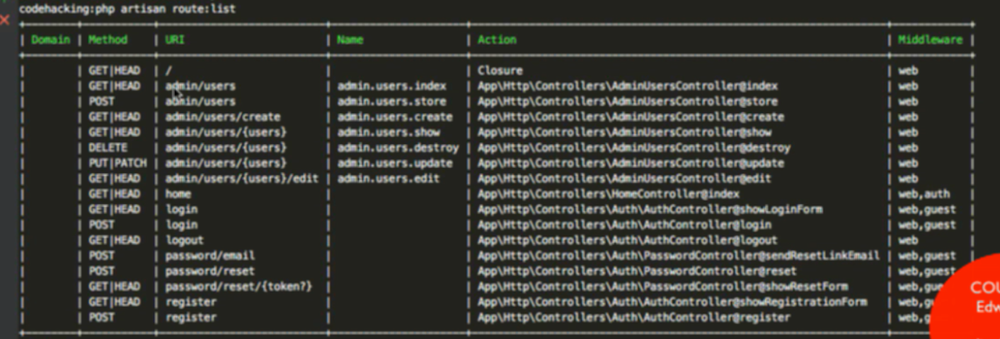 codehacking:php artisan route:list
| Domain | Method | URI | Name | Action | Middleware |
| | GET|HEAD | / | | Closure | web |
| | GET|HEAD | admin/users | admin.users.index | App\Http\Controllers\AdminUsersController@index | web |
| | POST | admin/users | admin.users.store | App\Http\Controllers\AdminUsersController@store | web |
| | GET|HEAD | admin/users/create | admin.users.create | App\Http\Controllers\AdminUsersController@create | web |
| | GET|HEAD | admin/users/{users} | admin.users.show | App\Http\Controllers\AdminUsersController@show | web |
| | DELETE | admin/users/{users} | admin.users.destroy | App\Http\Controllers\AdminUsersController@destroy | web |
| | PUT|PATCH | admin/users/{users} | admin.users.update | App\Http\Controllers\AdminUsersController@update | web |
| | GET|HEAD | admin/users/{users}/edit | admin.users.edit | App\Http\Controllers\AdminUsersController@edit | web |
| | GET|HEAD | home | | App\Http\Controllers\HomeController@index | web,auth |
| | GET|HEAD | login | | App\Http\Controllers\Auth\AuthController@showLoginForm | web,guest |
| | POST | login | | App\Http\Controllers\Auth\AuthController@login | web,guest |
| | GET|HEAD | logout | | App\Http\Controllers\Auth\AuthController@logout | web |
| | POST | password/email | | App\Http\Controllers\Auth\PasswordController@sendResetLinkEmail | web,guest |
| | POST | password/reset | | App\Http\Controllers\Auth\PasswordController@reset | web,guest
| | GET|HEAD | password/reset/{token?} | | App\Http\Controllers\Auth\PasswordController@showResetForm | web,gue
| | GET|HEAD | register | | App\Http\Controllers\Auth\AuthController@showRegistrationForm | web,g
| | POST | register | | App\Http\Controllers\Auth\AuthController@register | web,g
COU
Edw